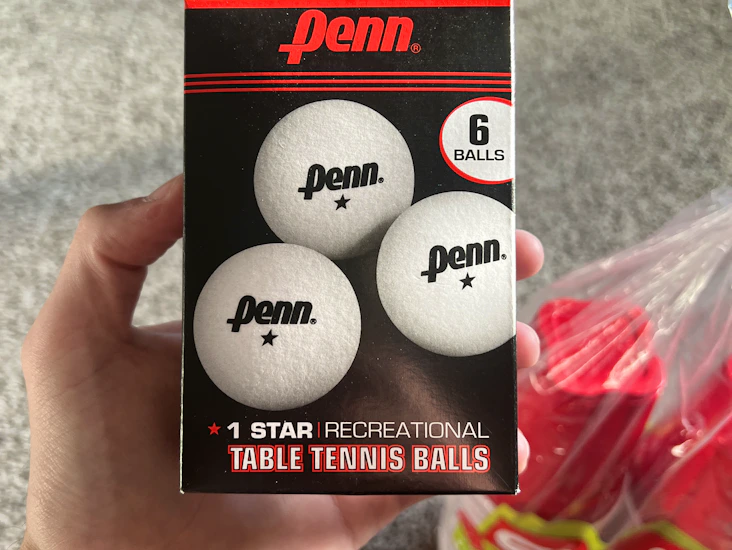 Penn®
6
BALLS
Penn®
Penn®
Penn®
1 STAR | RECREATIONAL
TABLE TENNIS BALLS